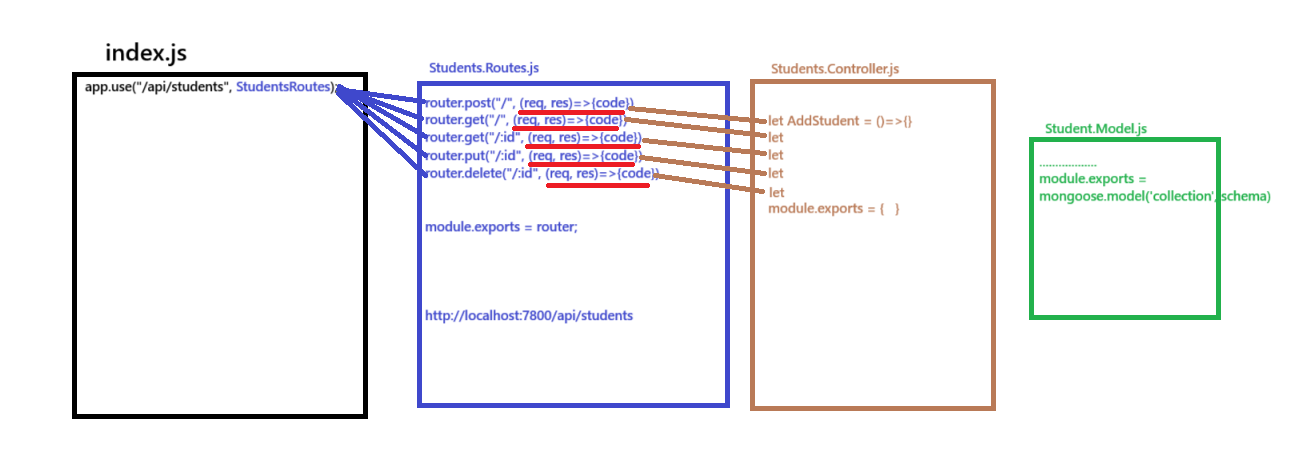 index.js
app.use("/api/students", StudentsRoutes);
Students.Routes.js
router.post("/", (req, res)=>{code})
router.get("/", (req, res)=>{code})
router.get("/:id", (req, res)=>{code})
router.put("/:id", (req, res)=>{code})
router.delete("/:id", (req, res)=>{code})
module.exports = router;
http://localhost:7800/api/students
Students.Controller.js
let AddStudent = ()=>{}
let
let
let
let
module.exports = { }
Student.Model.js
..................
module.exports =
mongoose.model('collection', schema)